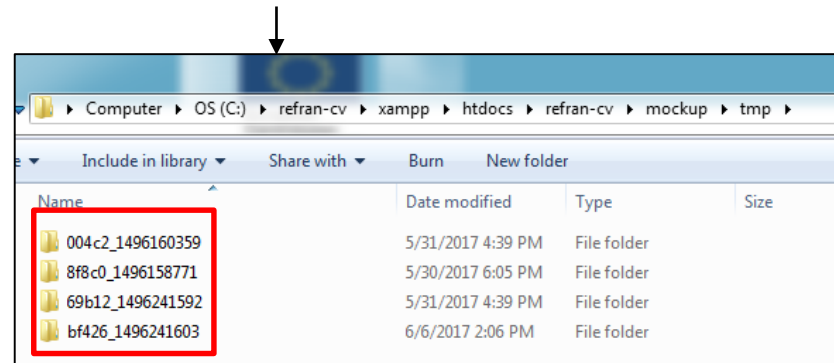 Computer OS (C:) refran-cv xampp htdocs refran-cv mockup tmp
Include in library Share with Burn New folder
Name Date modified Type Size
004c2_1496160359 5/31/2017 4:39 PM File folder
8f8c0_1496158771 5/30/2017 6:05 PM File folder
69b12_1496241592 5/31/2017 4:39 PM File folder
bf426_1496241603 6/6/2017 2:06 PM File folder